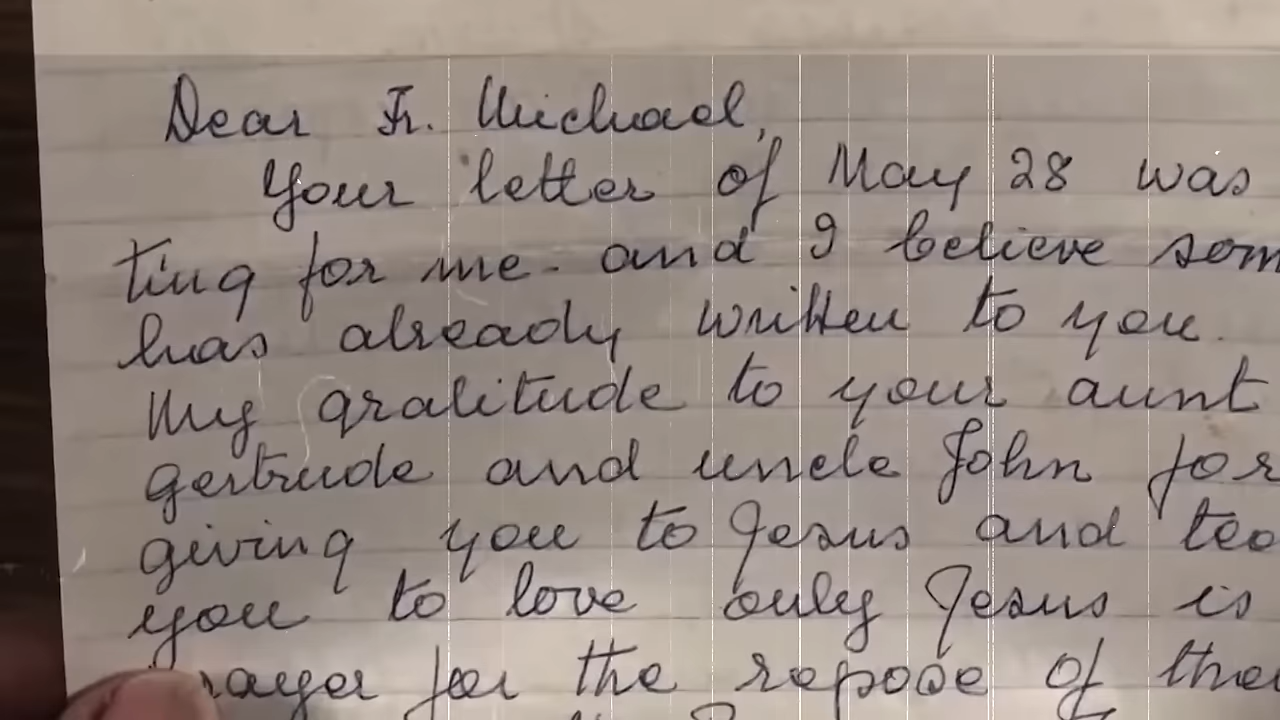 Dear Fr. Michael,
Your letter of May 28 was
ting for me. and I believe som
has already written to you.
My gratitude to your aunt
gertrude and uncle John for
giving you to Jesus and tea
you to love only Jesus is
rayer for the repose of thei